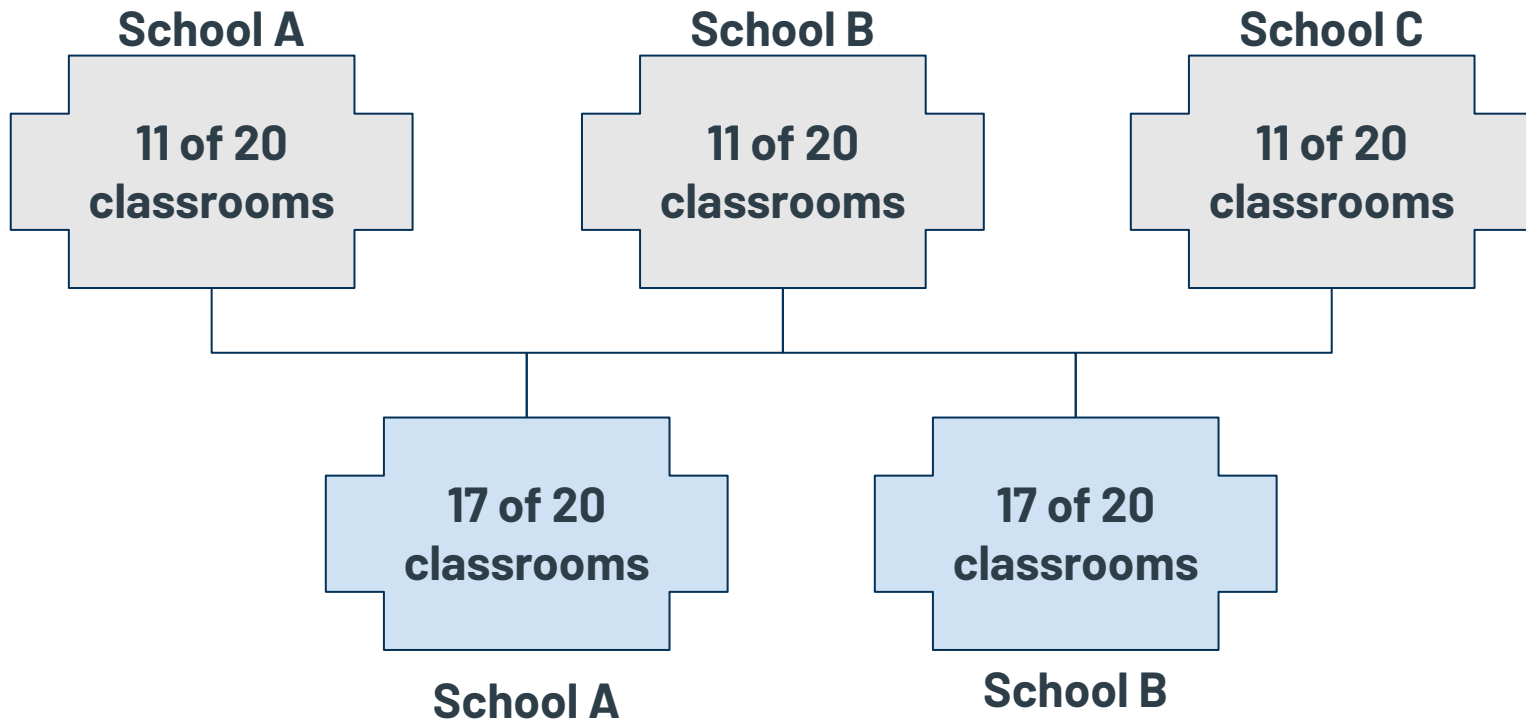 School A
School B
School C
11 of 20
classrooms
11 of 20
classrooms
11 of 20
classrooms
17 of 20
classrooms
17 of 20
classrooms
School A
School B